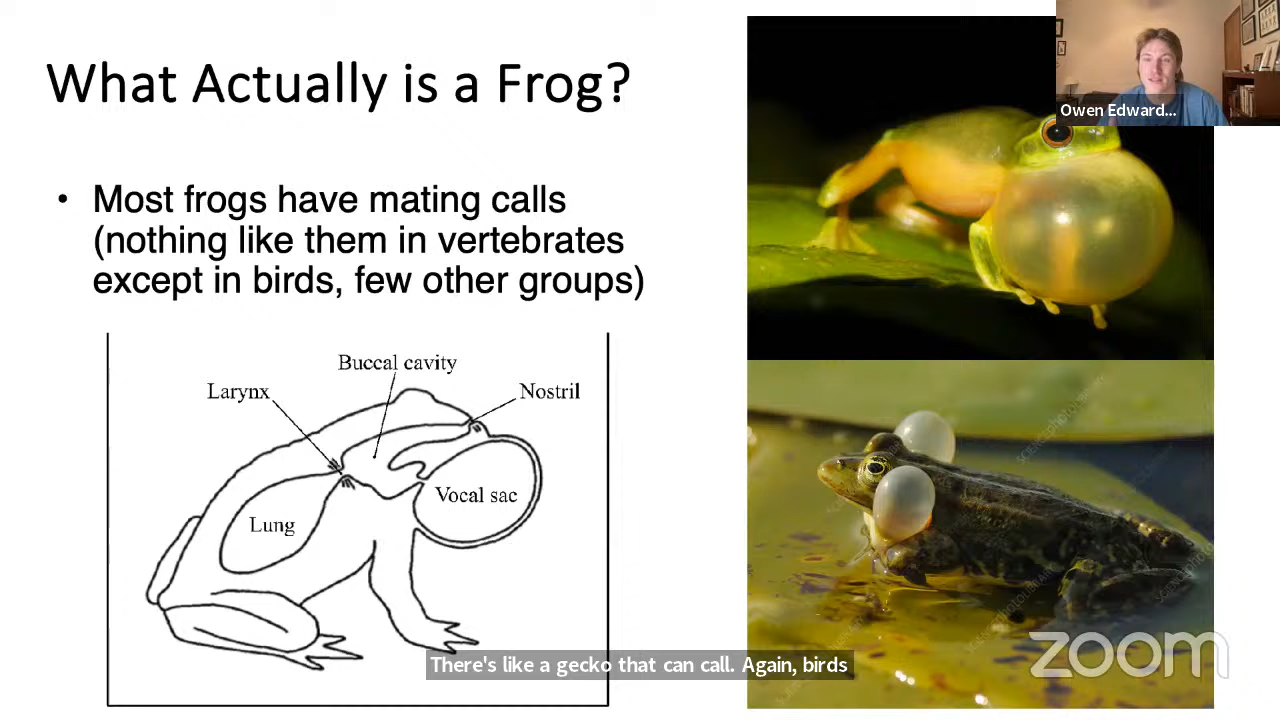 What Actually is a Frog?
Owen Edward...
• Most frogs have mating calls
(nothing like them in vertebrates
except in birds, few other groups)
Buccal cavity
Larynx
Nostril
Vocal sac
Lung
There's like a gecko that can call. Again, birds
zoom